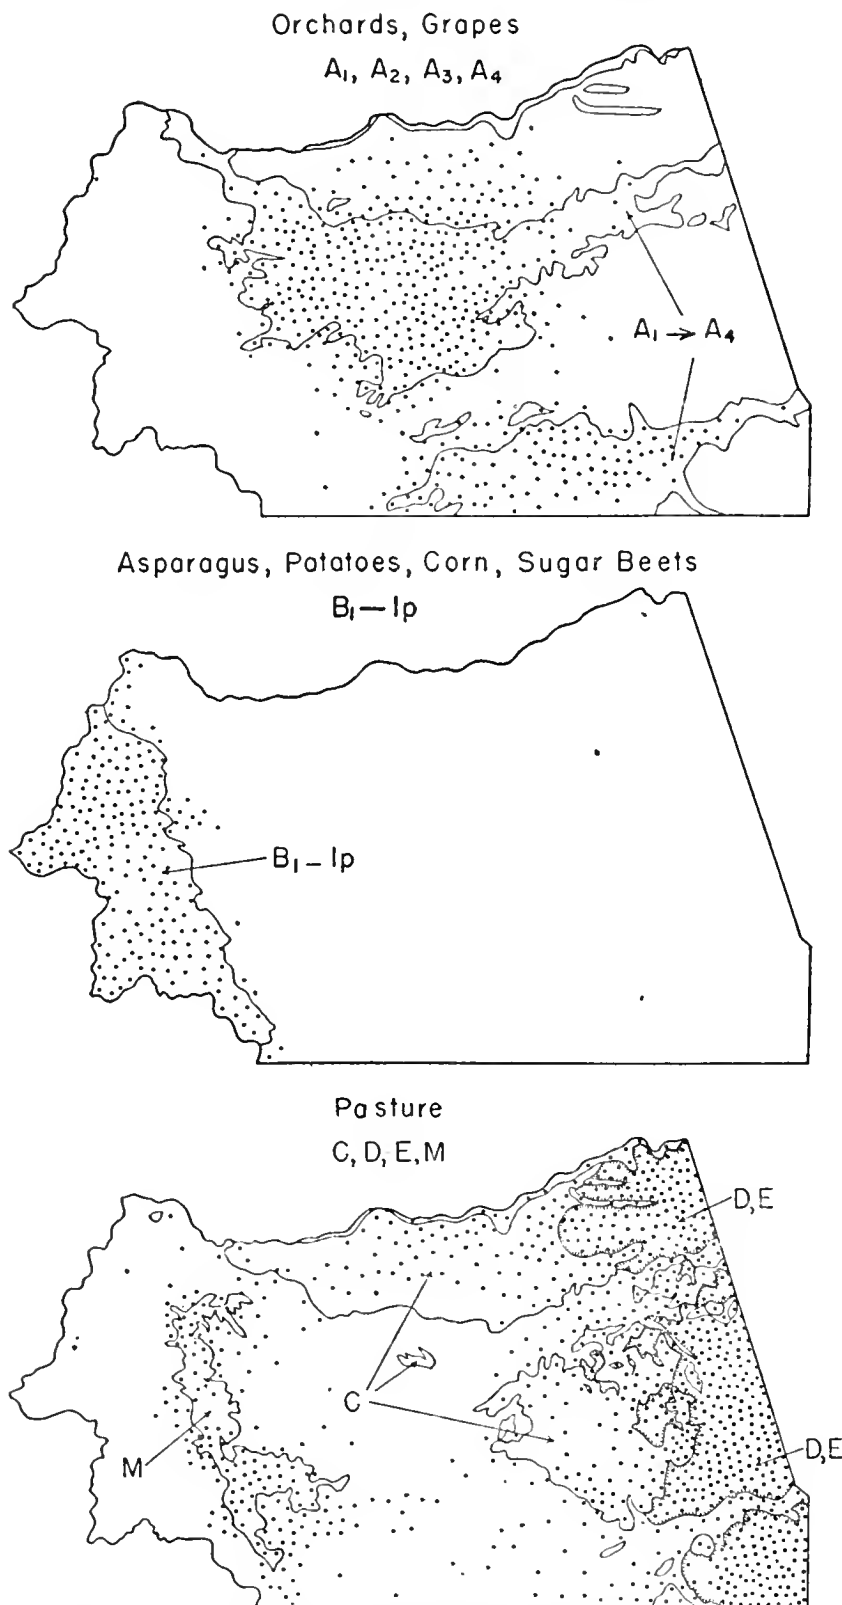 Orchards, Grapes
A₁, A₂, A₃, A₄
A₁ → A₄
Asparagus, Patatoes, Corn, Sugar Beets
B₁ — Ip
B₁ — Ip
Pasture
C, D, E, M
D, E
C
M
D, E